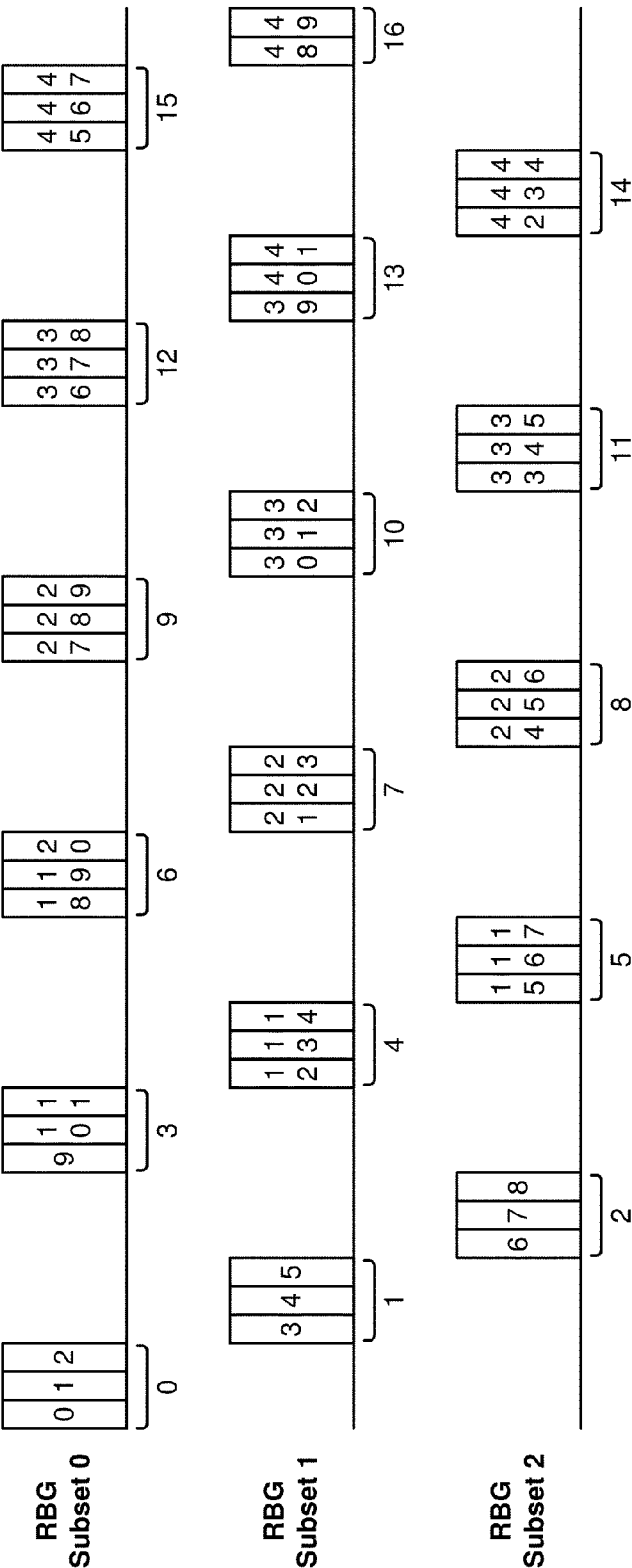 RBG
Subset 0
0 1 2 9 10 11 18 19 20 27 28 29 36 37 38 45 46 47
0 3 6 9 12 15
RBG
Subset 1
3 4 5 12 13 14 21 22 23 30 31 32 39 40 41 48 49
1 4 7 10 13 16
RBG
Subset 2
6 7 8 15 16 17 24 25 26 33 34 35 42 43 44
2 5 8 11 14